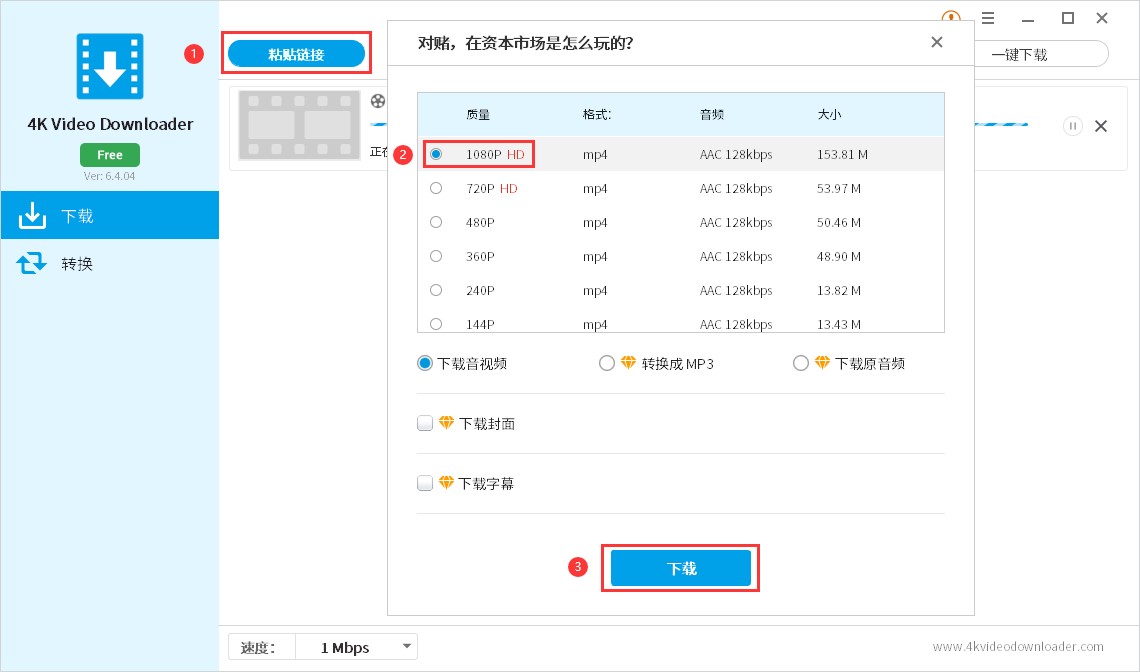 4K Video Downloader
Free
Ver: 6.4.04
下载
转换
1
粘贴链接
一键下载
正在
对赌，在资本市场是怎么玩的?
质量 格式: 音频 大小
2
1080P HD mp4 AAC 128kbps 153.81 M
720P HD mp4 AAC 128kbps 53.97 M
480P mp4 AAC 128kbps 50.46 M
360P mp4 AAC 128kbps 48.90 M
240P mp4 AAC 128kbps 13.82 M
144P mp4 AAC 128kbps 13.43 M
下载音视频 转换成 MP3 下载原音频
下载封面
下载字幕
3
下载
速度: 1 Mbps
www.4kvideodownloader.com